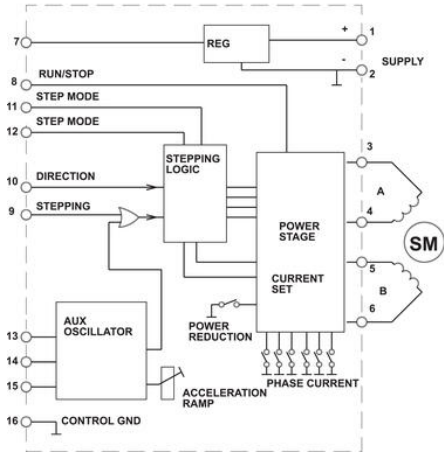 +
1
7
REG
-
SUPPLY
2
8
RUN/STOP
11
STEP MODE
12
STEP MODE
3
STEPPING
LOGIC
10
DIRECTION
A
9
STEPPING
4
POWER
STAGE
SM
5
CURRENT
SET
B
6
POWER
REDUCTION
AUX
OSCILLATOR
13
14
PHASE CURRENT
15
ACCELERATION
RAMP
16
CONTROL GND